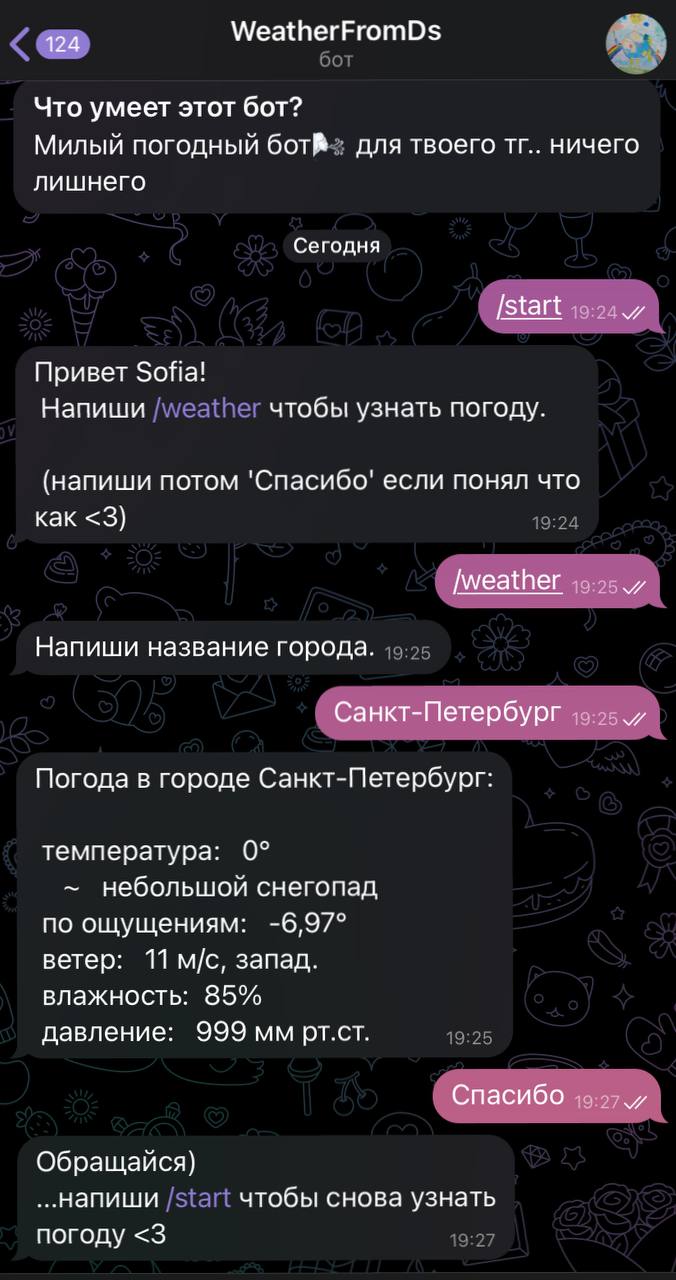 124
WeatherFromDs
бот
Что умеет этот бот?
Милый погодный бот🌬️ для твоего тг.. ничего
лишнего
Сегодня
/start 19:24
Привет Sofia!
Напиши /weather чтобы узнать погоду.
(напиши потом 'Спасибо' если понял что
как <3)
19:24
/weather 19:25
Напиши название города. 19:25
Санкт-Петербург 19:25
Погода в городе Санкт-Петербург:
температура: 0°
~ небольшой снегопад
по ощущениям: -6,97°
ветер: 11 м/с, запад.
влажность: 85%
давление: 999 мм рт.ст. 19:25
Спасибо 19:27
Обращайся)
...напиши /start чтобы снова узнать
погоду <3 19:27